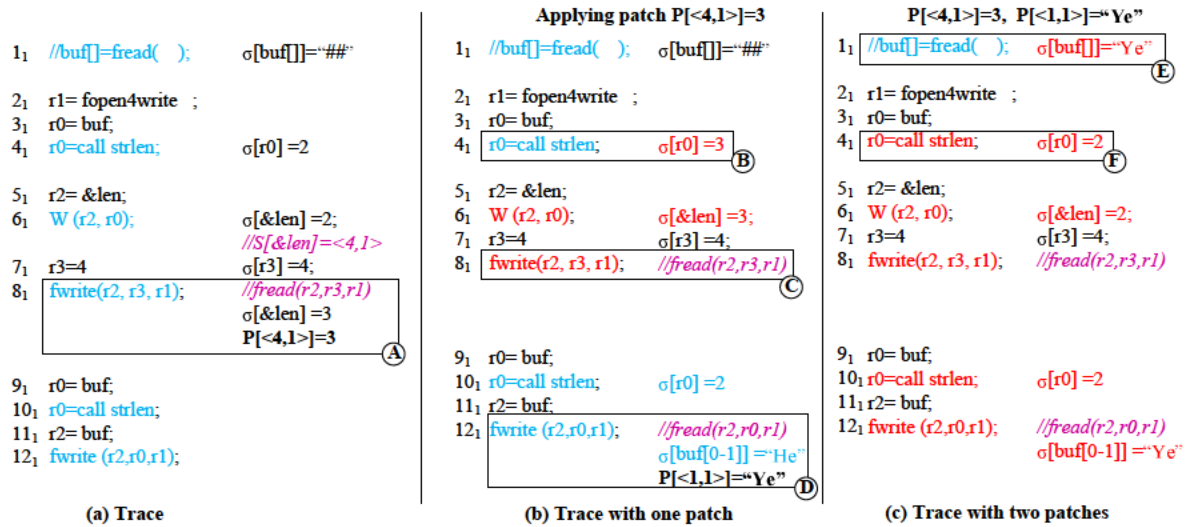 1₁ //buf[]=fread( ); σ[buf[]]="##"
2₁ r1= fopen4write ;
3₁ r0= buf;
4₁ r0=call strlen; σ[r0] =2
5₁ r2= &len;
6₁ W (r2, r0); σ[&len] =2;
//S[&len]=<4,1>
7₁ r3=4 σ[r3] =4;
8₁ fwrite(r2, r3, r1); //fread(r2,r3,r1)
σ[&len] =3
P[<4,1>]=3
A
9₁ r0= buf;
10₁ r0=call strlen;
11₁ r2= buf;
12₁ fwrite (r2,r0,r1);
(a) Trace
Applying patch P[<4,1>]=3
1₁ //buf[]=fread( ); σ[buf[]]="##"
2₁ r1= fopen4write ;
3₁ r0= buf;
4₁ r0=call strlen; σ[r0] =3
B
5₁ r2= &len;
6₁ W (r2, r0); σ[&len] =3;
7₁ r3=4 σ[r3] =4;
8₁ fwrite(r2, r3, r1); //fread(r2,r3,r1)
C
9₁ r0= buf;
10₁ r0=call strlen; σ[r0] =2
11₁ r2= buf;
12₁ fwrite (r2,r0,r1); //fread(r2,r0,r1)
σ[buf[0-1]] ="He"
P[<1,1>]="Ye"
D
(b) Trace with one patch
P[<4,1>]=3, P[<1,1>]="Ye"
1₁ //buf[]=fread( ); σ[buf[]]="Ye"
E
2₁ r1= fopen4write ;
3₁ r0= buf;
4₁ r0=call strlen; σ[r0] =2
F
5₁ r2= &len;
6₁ W (r2, r0); σ[&len] =2;
7₁ r3=4 σ[r3] =4;
8₁ fwrite(r2, r3, r1); //fread(r2,r3,r1)
9₁ r0= buf;
10₁ r0=call strlen; σ[r0] =2
11₁ r2= buf;
12₁ fwrite (r2,r0,r1); //fread(r2,r0,r1)
σ[buf[0-1]] ="Ye"
(c) Trace with two patches